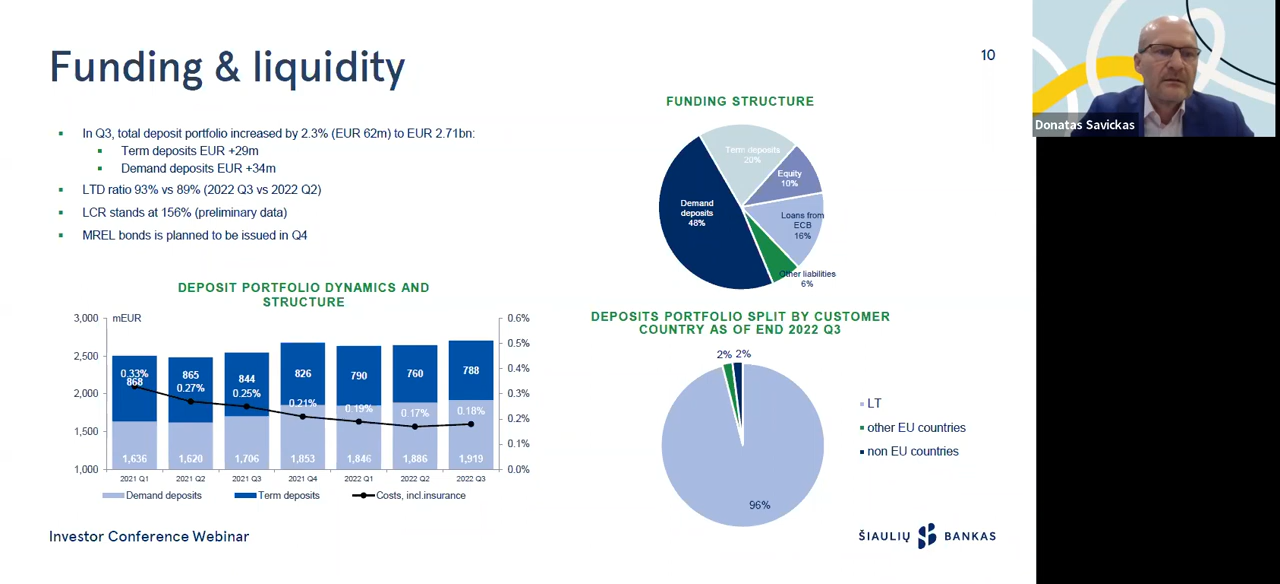 Funding & liquidity
10
In Q3, total deposit portfolio increased by 2.3% (EUR 62m) to EUR 2.71bn:
Term deposits EUR +29m
Demand deposits EUR +34m
LTD ratio 93% vs 89% (2022 Q3 vs 2022 Q2)
LCR stands at 156% (preliminary data)
MREL bonds is planned to be issued in Q4
DEPOSIT PORTFOLIO DYNAMICS AND
STRUCTURE
mEUR
3,000
2,500
2,000
1,500
1,000
0.6%
0.5%
0.4%
0.3%
0.2%
0.1%
0.0%
868
865
844
826
790
760
788
0.33%
0.27%
0.25%
0.21%
0.19%
0.17%
0.18%
1,636
1,620
1,706
1,853
1,846
1,886
1,919
2021 Q1
2021 Q2
2021 Q3
2021 Q4
2022 Q1
2022 Q2
2022 Q3
Demand deposits
Term deposits
Costs, incl.insurance
FUNDING STRUCTURE
Term deposits
20%
Equity
10%
Demand
deposits
48%
Loans from
ECB
16%
Other liabilities
6%
DEPOSITS PORTFOLIO SPLIT BY CUSTOMER
COUNTRY AS OF END 2022 Q3
2% 2%
96%
LT
other EU countries
non EU countries
Investor Conference Webinar
ŠIAULIŲ BANKAS
Donatas Savickas